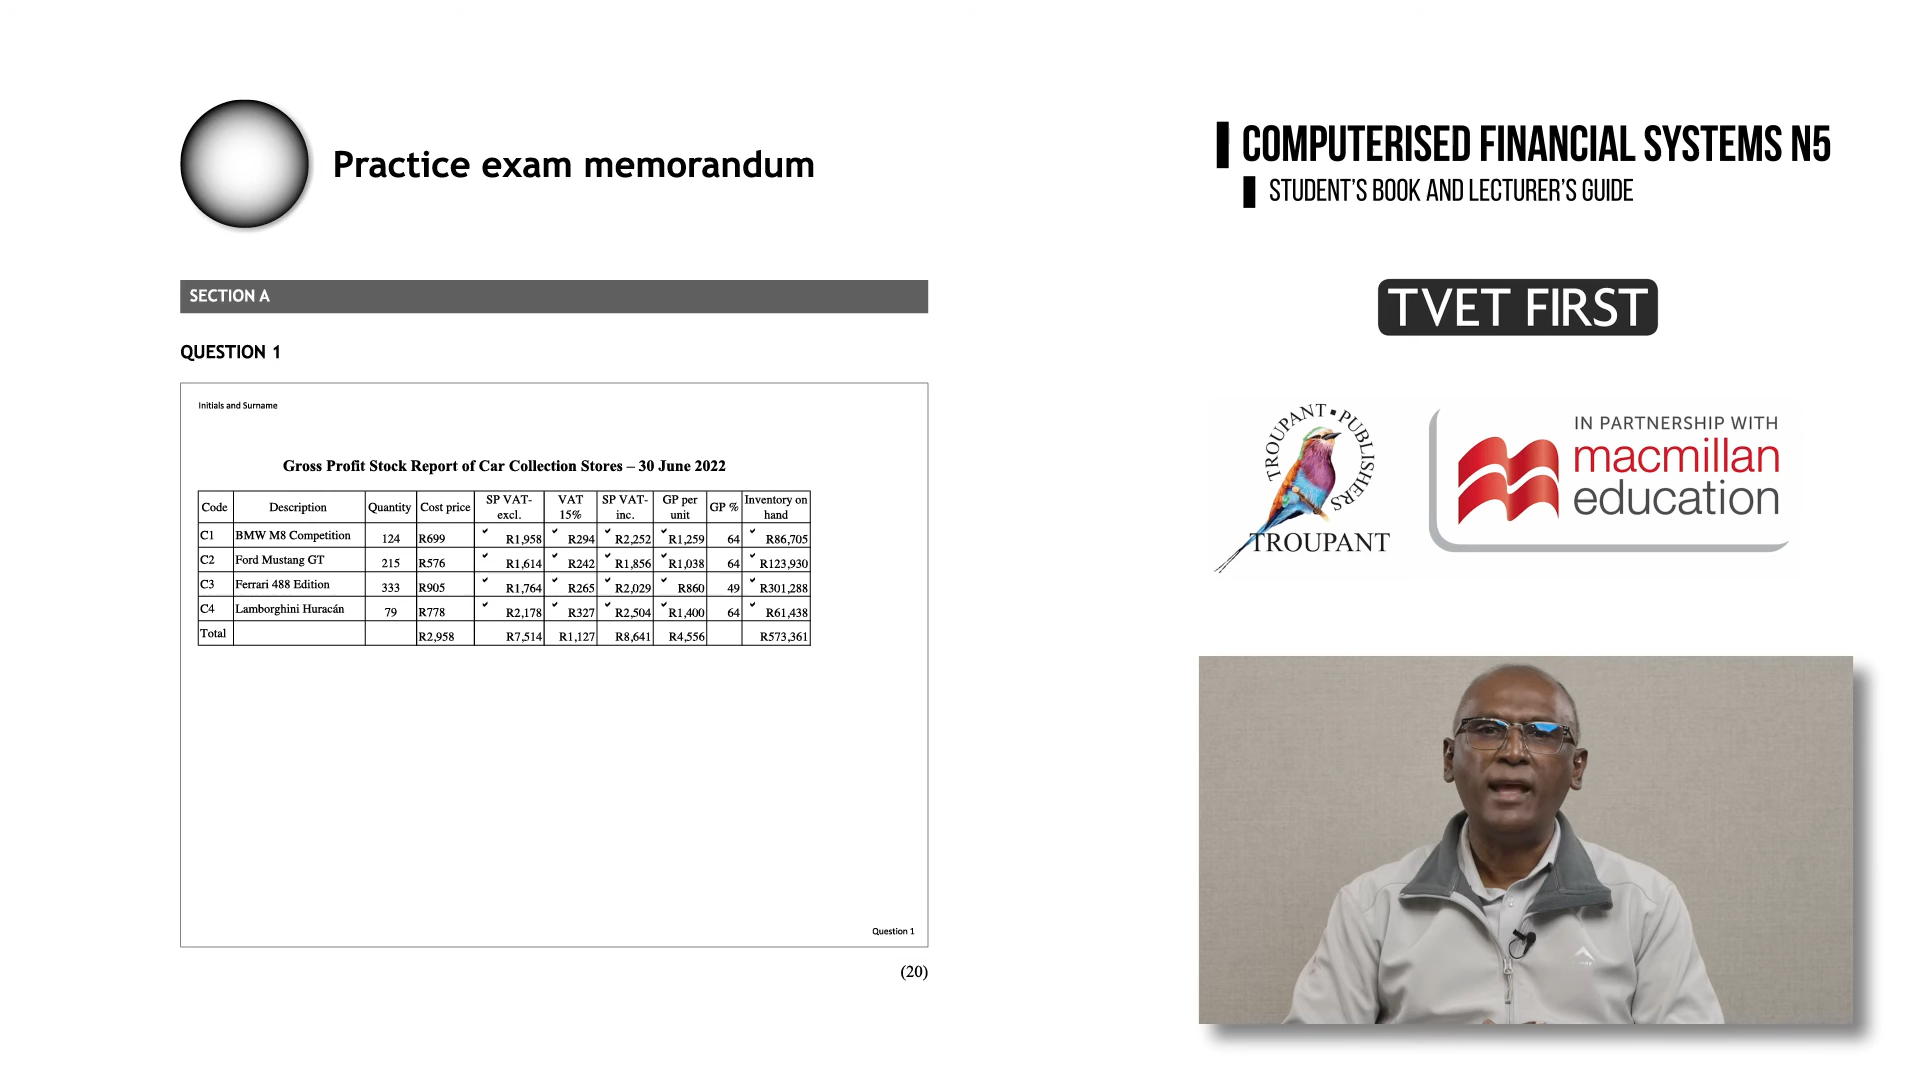 Practice exam memorandum
SECTION A
QUESTION 1
Initials and Surname
Gross Profit Stock Report of Car Collection Stores – 30 June 2022
Code Description Quantity Cost price SP VAT-excl. VAT 15% SP VAT-inc. GP per unit GP % Inventory on hand
C1 BMW M8 Competition 124 R699 R1,958 R294 R2,252 R1,259 64 R86,705
C2 Ford Mustang GT 215 R576 R1,614 R242 R1,856 R1,038 64 R123,930
C3 Ferrari 488 Edition 333 R905 R1,764 R265 R2,029 R860 49 R301,288
C4 Lamborghini Huracán 79 R778 R2,178 R327 R2,504 R1,400 64 R61,438
Total R2,958 R7,514 R1,127 R8,641 R4,556 R573,361
Question 1
(20)
COMPUTERISED FINANCIAL SYSTEMS N5
STUDENT'S BOOK AND LECTURER'S GUIDE
TVET FIRST
TROUPANT ▪ PUBLISHERS
TROUPANT
IN PARTNERSHIP WITH
macmillan
education